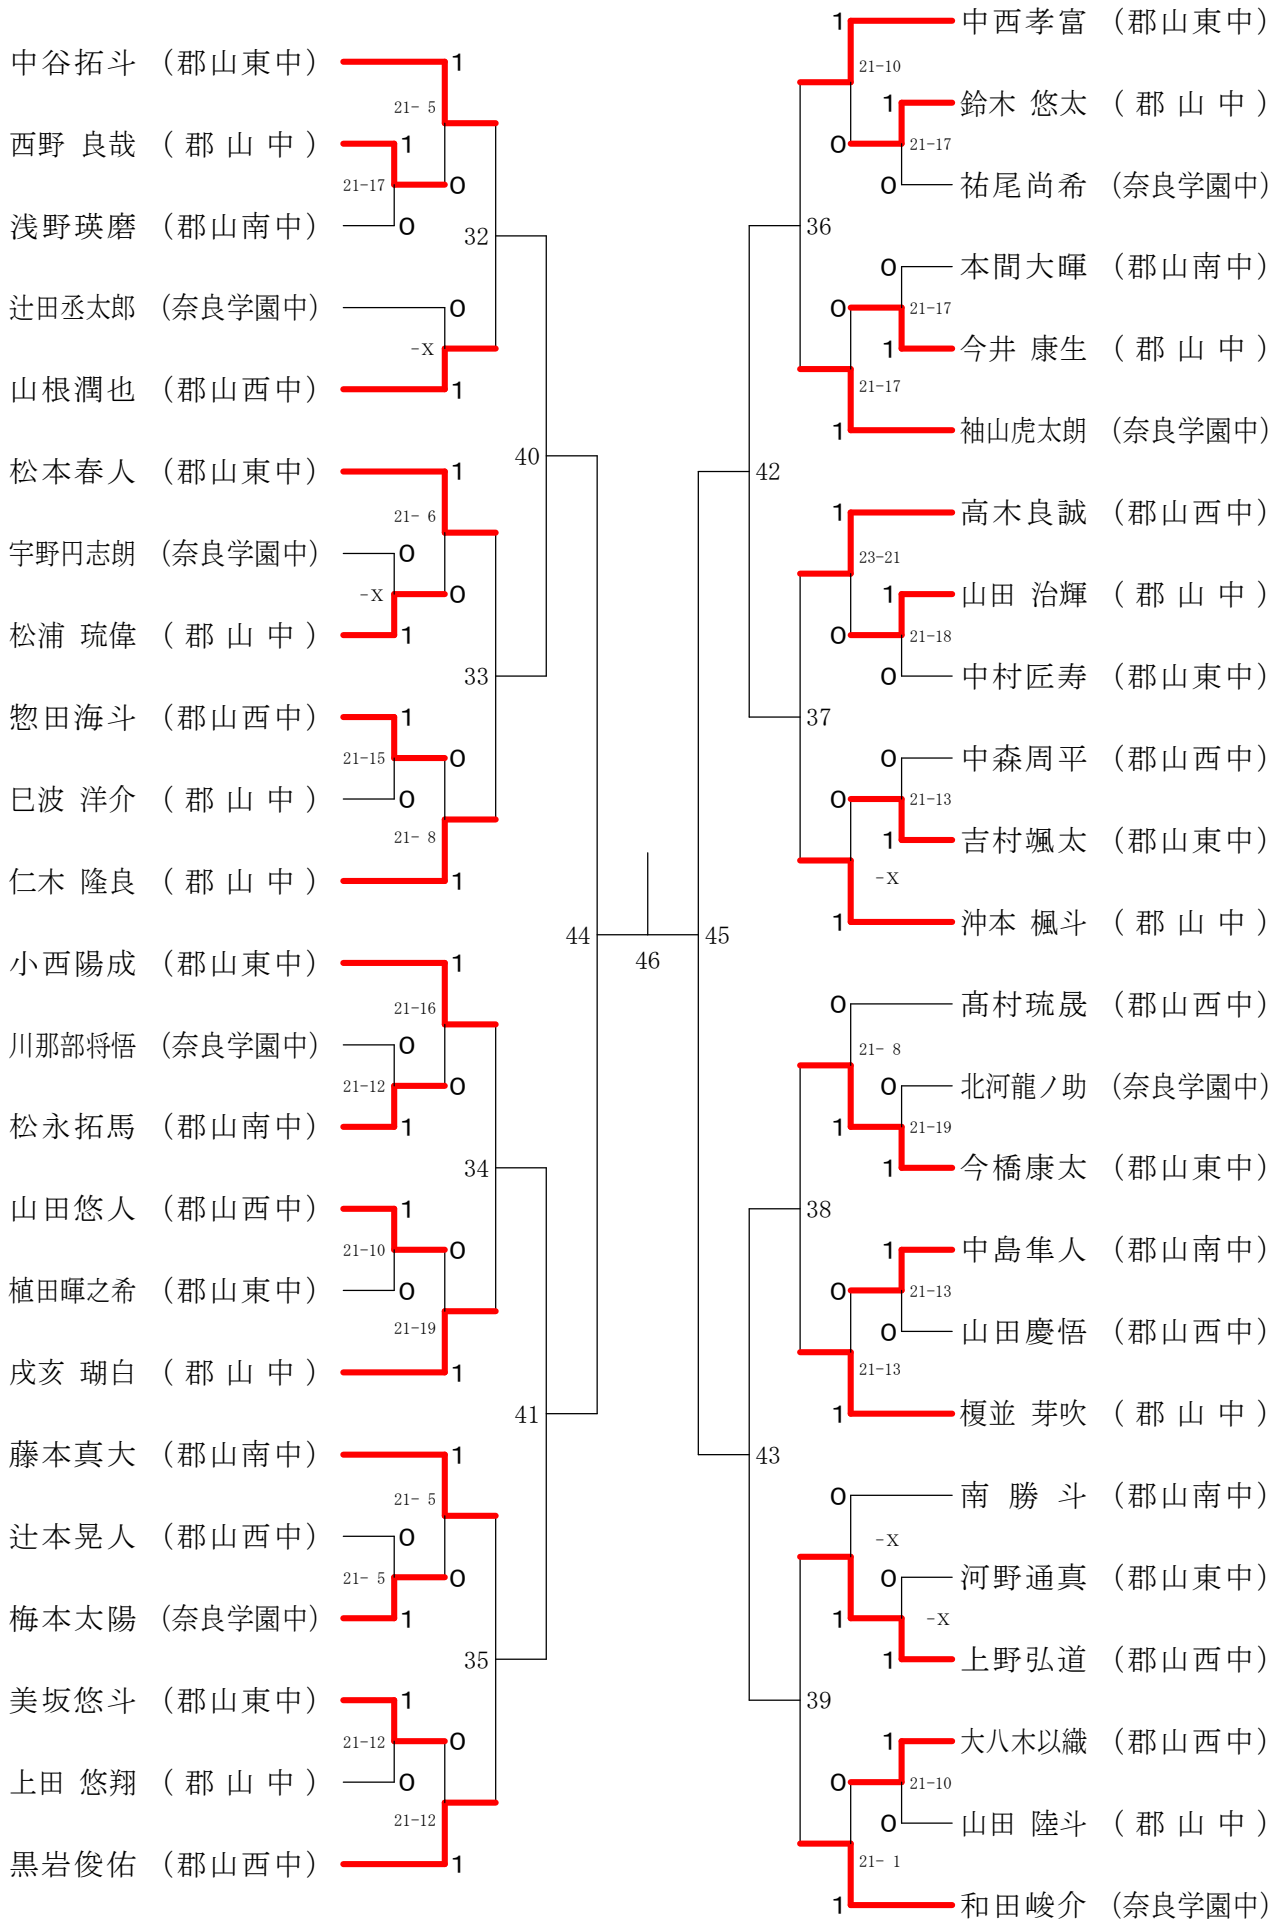 中谷拓斗 (郡山東中) 1
21- 5
西野 良哉 ( 郡 山 中 ) 1
21-17 0
浅野瑛磨 (郡山南中) 0
32
辻田丞太郎 (奈良学園中) 0
-X
山根潤也 (郡山西中) 1
40
松本春人 (郡山東中) 1
21- 6
宇野円志朗 (奈良学園中) 0
-X 0
松浦 琉偉 ( 郡 山 中 ) 1
33
惣田海斗 (郡山西中) 1
21-15 0
巳波 洋介 ( 郡 山 中 ) 0
21- 8
仁木 隆良 ( 郡 山 中 ) 1
44
小西陽成 (郡山東中) 1
21-16
川那部将悟 (奈良学園中) 0
21-12 0
松永拓馬 (郡山南中) 1
34
山田悠人 (郡山西中) 1
21-10 0
植田暉之希 (郡山東中) 0
21-19
戌亥 瑚白 ( 郡 山 中 ) 1
41
藤本真大 (郡山南中) 1
21- 5
辻本晃人 (郡山西中) 0
21- 5 0
梅本太陽 (奈良学園中) 1
35
美坂悠斗 (郡山東中) 1
21-12 0
上田 悠翔 ( 郡 山 中 ) 0
21-12
黒岩俊佑 (郡山西中) 1
46
1 中西孝富 (郡山東中)
21-10
1 鈴木 悠太 ( 郡 山 中 )
0 21-17
0 祐尾尚希 (奈良学園中)
36
0 本間大暉 (郡山南中)
0 21-17
1 今井 康生 ( 郡 山 中 )
21-17
1 袖山虎太朗 (奈良学園中)
42
1 高木良誠 (郡山西中)
23-21
1 山田 治輝 ( 郡 山 中 )
0 21-18
0 中村匠寿 (郡山東中)
37
0 中森周平 (郡山西中)
0 21-13
1 吉村颯太 (郡山東中)
-X
1 沖本 楓斗 ( 郡 山 中 )
45
0 髙村琉晟 (郡山西中)
21- 8
0 北河龍ノ助 (奈良学園中)
1 21-19
1 今橋康太 (郡山東中)
38
1 中島隼人 (郡山南中)
0 21-13
0 山田慶悟 (郡山西中)
21-13
1 榎並 芽吹 ( 郡 山 中 )
43
0 南 勝 斗 (郡山南中)
-X
0 河野通真 (郡山東中)
1 -X
1 上野弘道 (郡山西中)
39
1 大八木以織 (郡山西中)
0 21-10
0 山田 陸斗 ( 郡 山 中 )
21- 1
1 和田峻介 (奈良学園中)